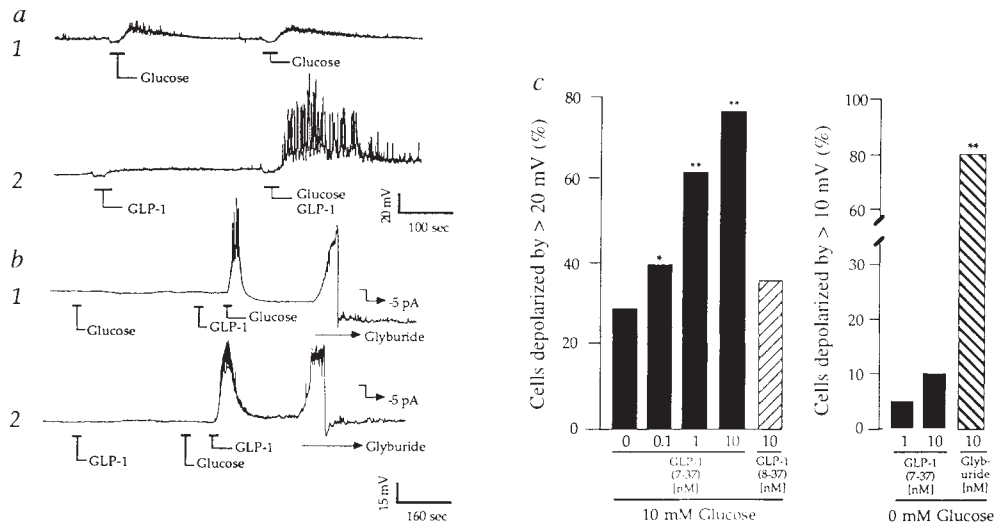 a
1
Glucose
Glucose
2
GLP-1
Glucose
GLP-1
20 mV
100 sec
b
1
Glucose
GLP-1
Glucose
-5 pA
Glyburide
2
GLP-1
Glucose
GLP-1
-5 pA
Glyburide
15 mV
160 sec
c
Cells depolarized by > 20 mV (%)
80
60
40
20
0
*
**
**
0 0.1 1 10 10
GLP-1
(7-37)
[nM]
GLP-1
(8-37)
[nM]
10 mM Glucose
Cells depolarized by > 10 mV (%)
100
80
60
30
20
10
0
**
1 10 10
GLP-1
(7-37)
[nM]
Glyb-
uride
[nM]
0 mM Glucose